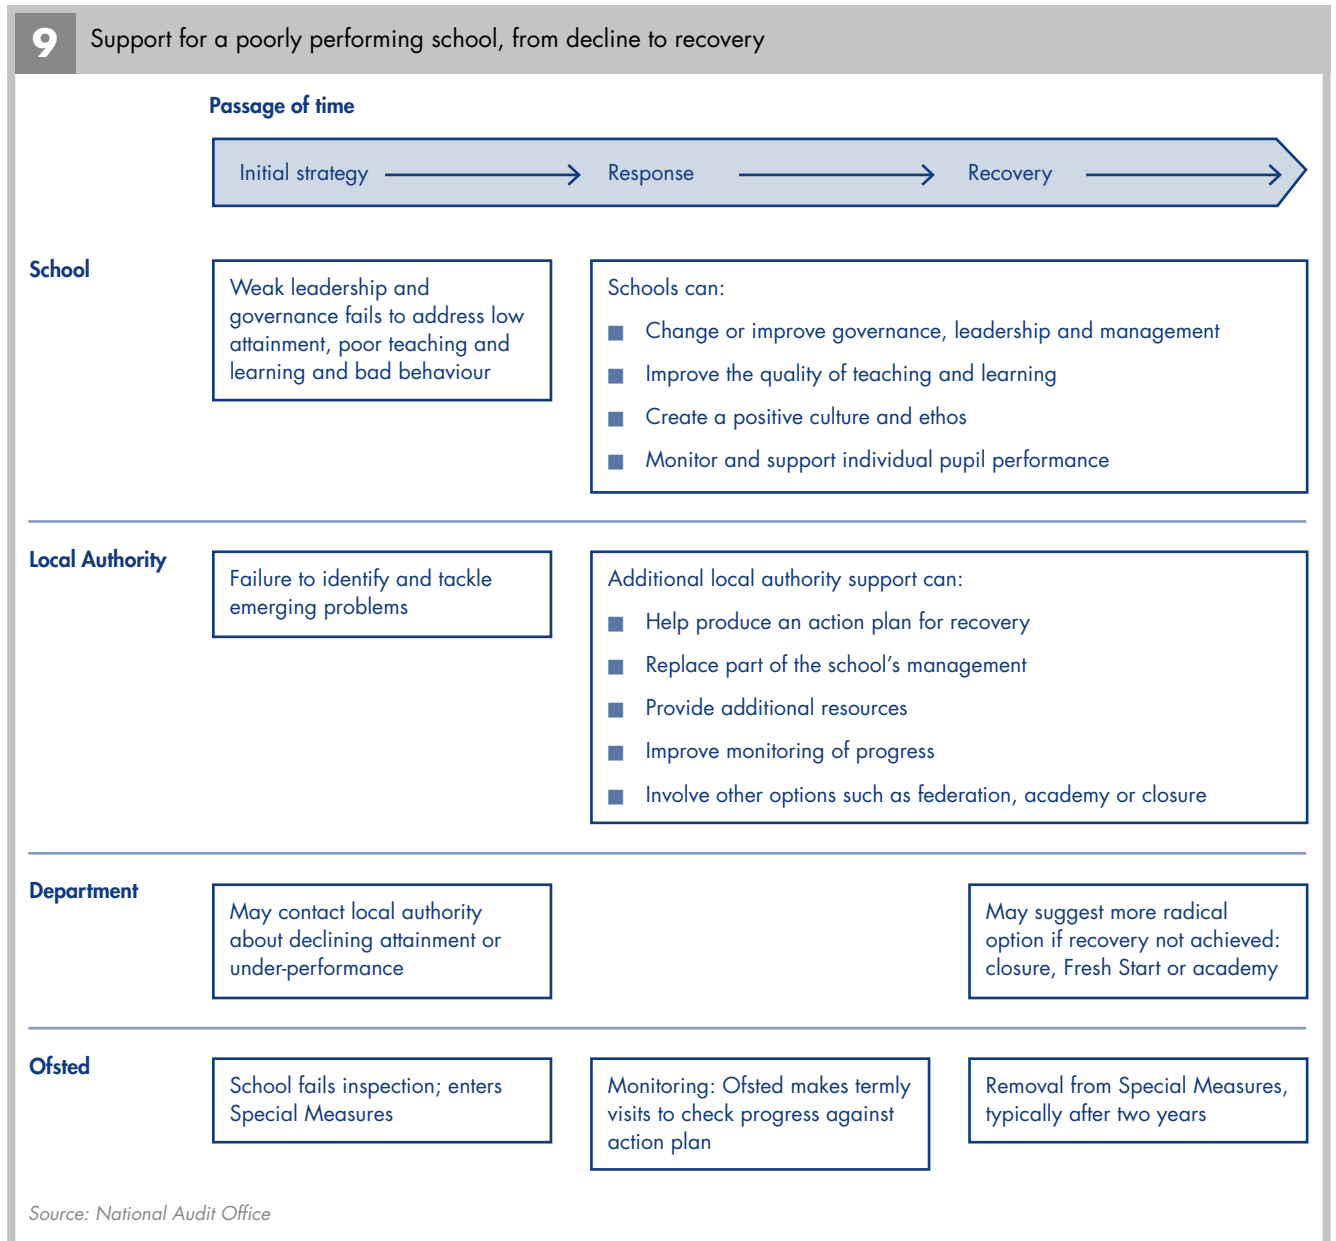 9
Support for a poorly performing school, from decline to recovery
Passage of time
Initial strategy
Response
Recovery
School
Weak leadership and
governance fails to address low
attainment, poor teaching and
learning and bad behaviour
Schools can:
Change or improve governance, leadership and management
Improve the quality of teaching and learning
Create a positive culture and ethos
Monitor and support individual pupil performance
Local Authority
Failure to identify and tackle
emerging problems
Additional local authority support can:
Help produce an action plan for recovery
Replace part of the school's management
Provide additional resources
Improve monitoring of progress
Involve other options such as federation, academy or closure
Department
May contact local authority
about declining attainment or
under-performance
May suggest more radical
option if recovery not achieved:
closure, Fresh Start or academy
Ofsted
School fails inspection; enters
Special Measures
Monitoring: Ofsted makes termly
visits to check progress against
action plan
Removal from Special Measures,
typically after two years
Source: National Audit Office